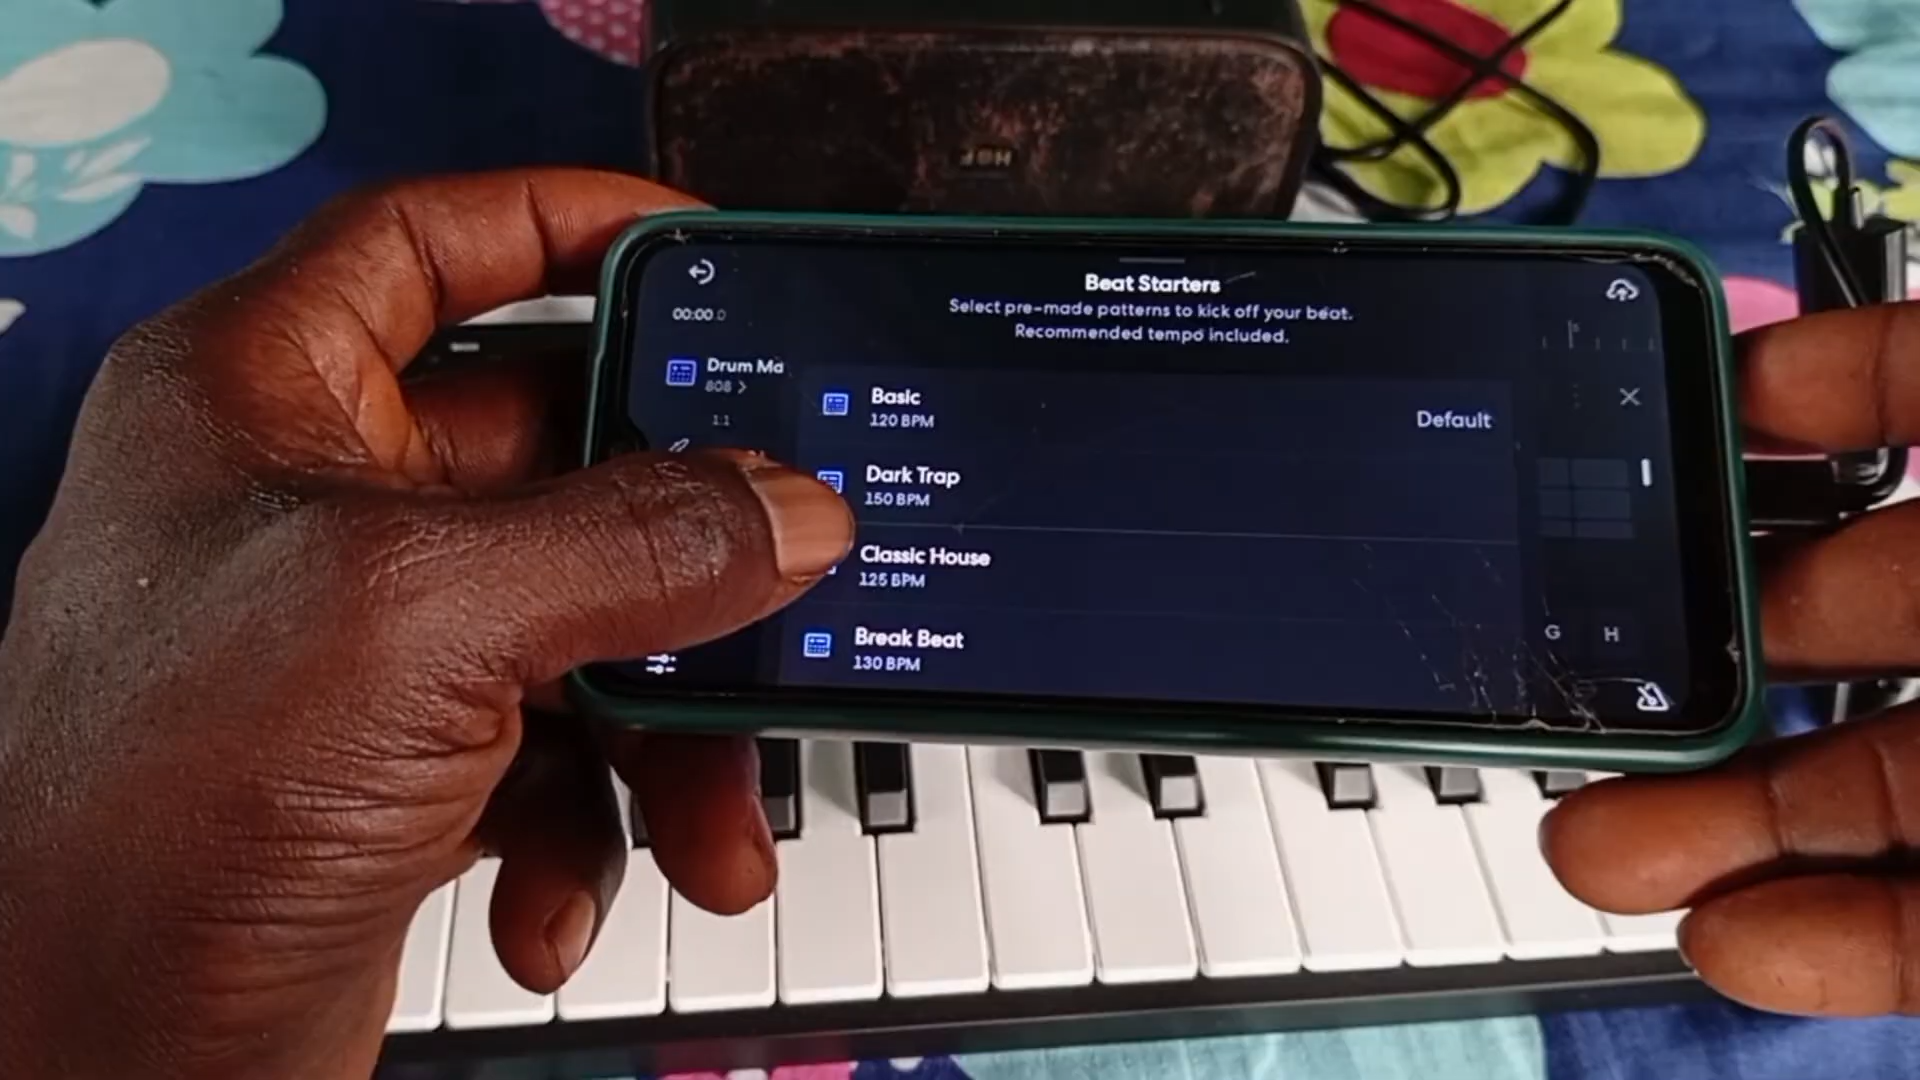 Beat Starters
Select pre-made patterns to kick off your beat.
Recommended tempo included.
00:00.0
Drum Ma
808 >
1:1
Basic
120 BPM
Default
Dark Trap
150 BPM
Classic House
125 BPM
Break Beat
130 BPM
G H